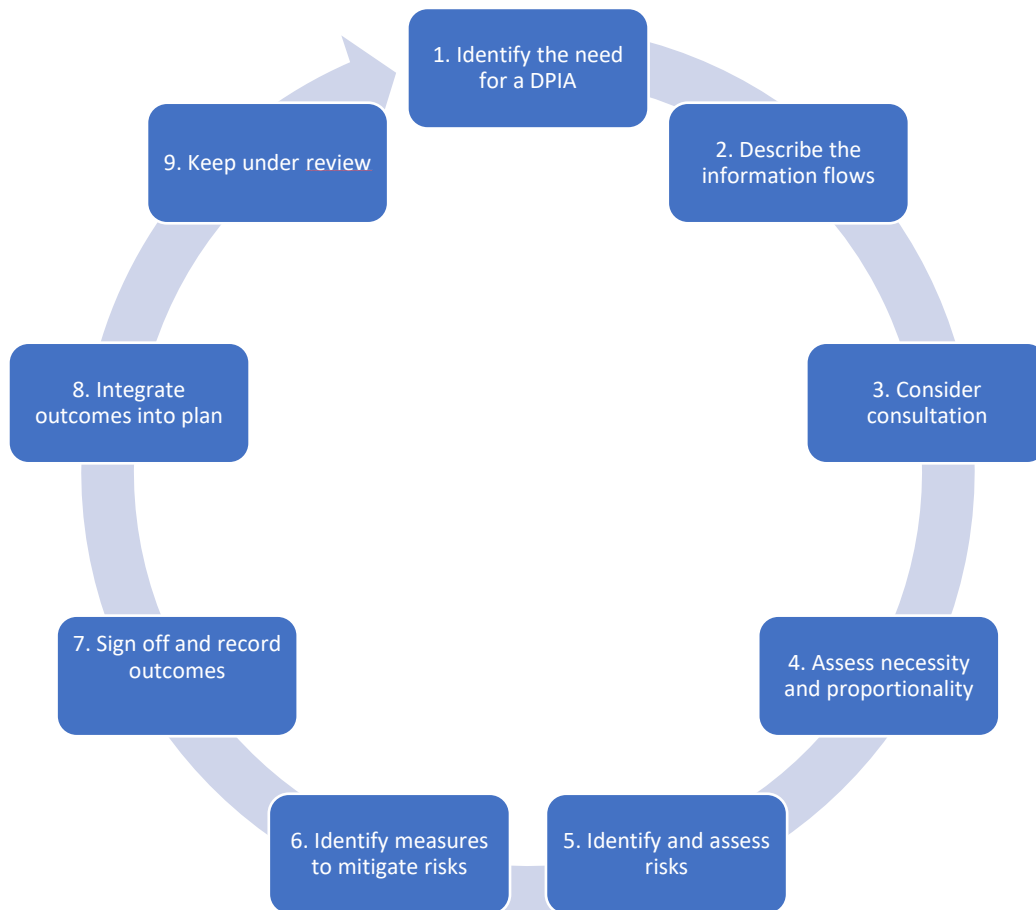 1. Identify the need
for a DPIA
2. Describe the
information flows
3. Consider
consultation
4. Assess necessity
and proportionality
5. Identify and assess
risks
6. Identify measures
to mitigate risks
7. Sign off and record
outcomes
8. Integrate
outcomes into plan
9. Keep under review